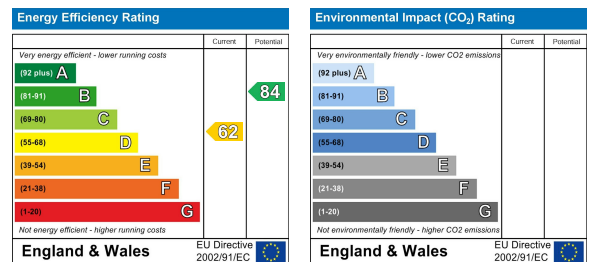 Energy Efficiency Rating
Current Potential
Very energy efficient - lower running costs
(92 plus) A
(81-91) B
84
(69-80) C
62
(55-68) D
(39-54) E
(21-38) F
(1-20) G
Not energy efficient - higher running costs
England & Wales
EU Directive
2002/91/EC
Environmental Impact (CO2) Rating
Current Potential
Very environmentally friendly - lower CO2 emissions
(92 plus) A
(81-91) B
(69-80) C
(55-68) D
(39-54) E
(21-38) F
(1-20) G
Not environmentally friendly - higher CO2 emissions
England & Wales
EU Directive
2002/91/EC